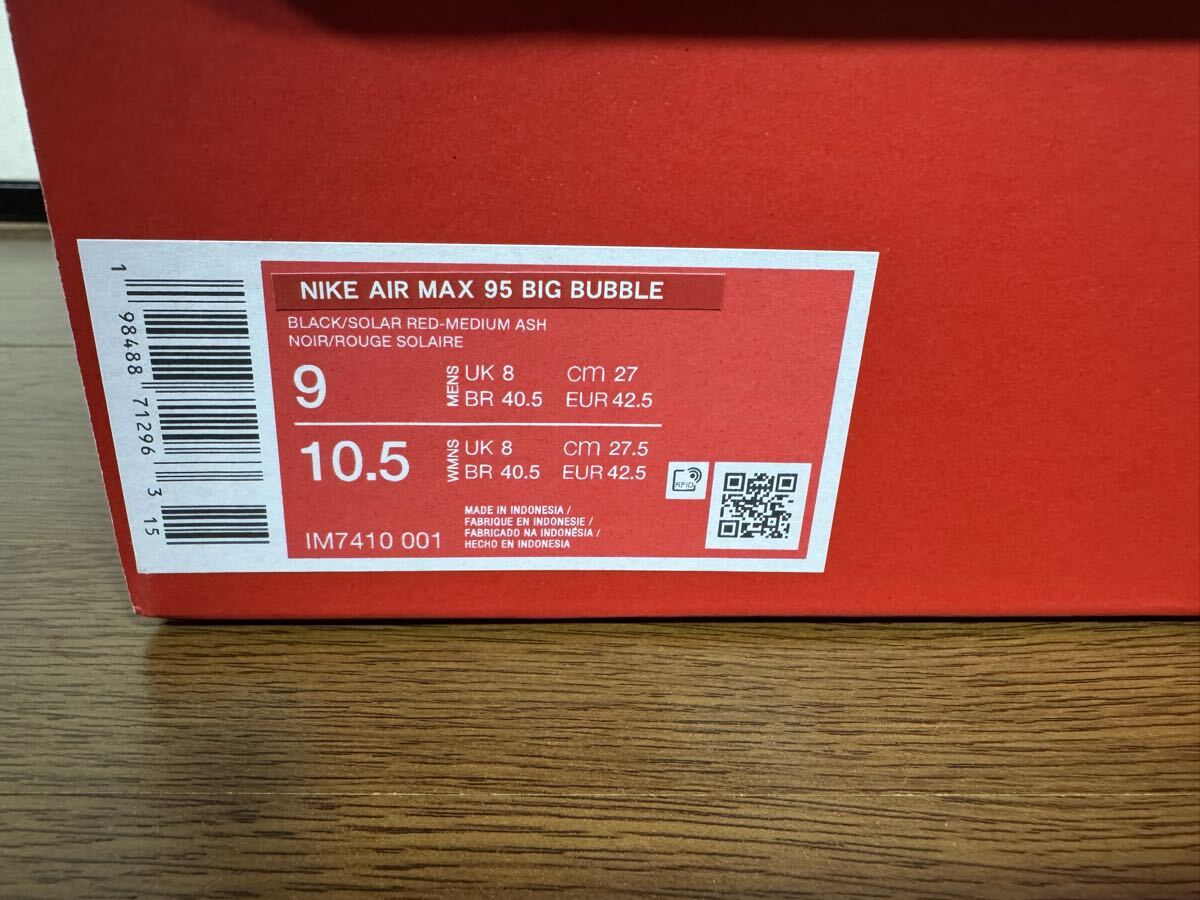 NIKE AIR MAX 95 BIG BUBBLE
BLACK/SOLAR RED-MEDIUM ASH
NOIR/ROUGE SOLAIRE
9 MENS UK 8 cm 27
BR 40.5 EUR 42.5
10.5 WMNS UK 8 cm 27.5
BR 40.5 EUR 42.5
RFID
IM7410 001
MADE IN INDONESIA /
FABRIQUE EN INDONESIE /
FABRICADO NA INDONÉSIA /
HECHO EN INDONESIA
1 98488 71296 3 15